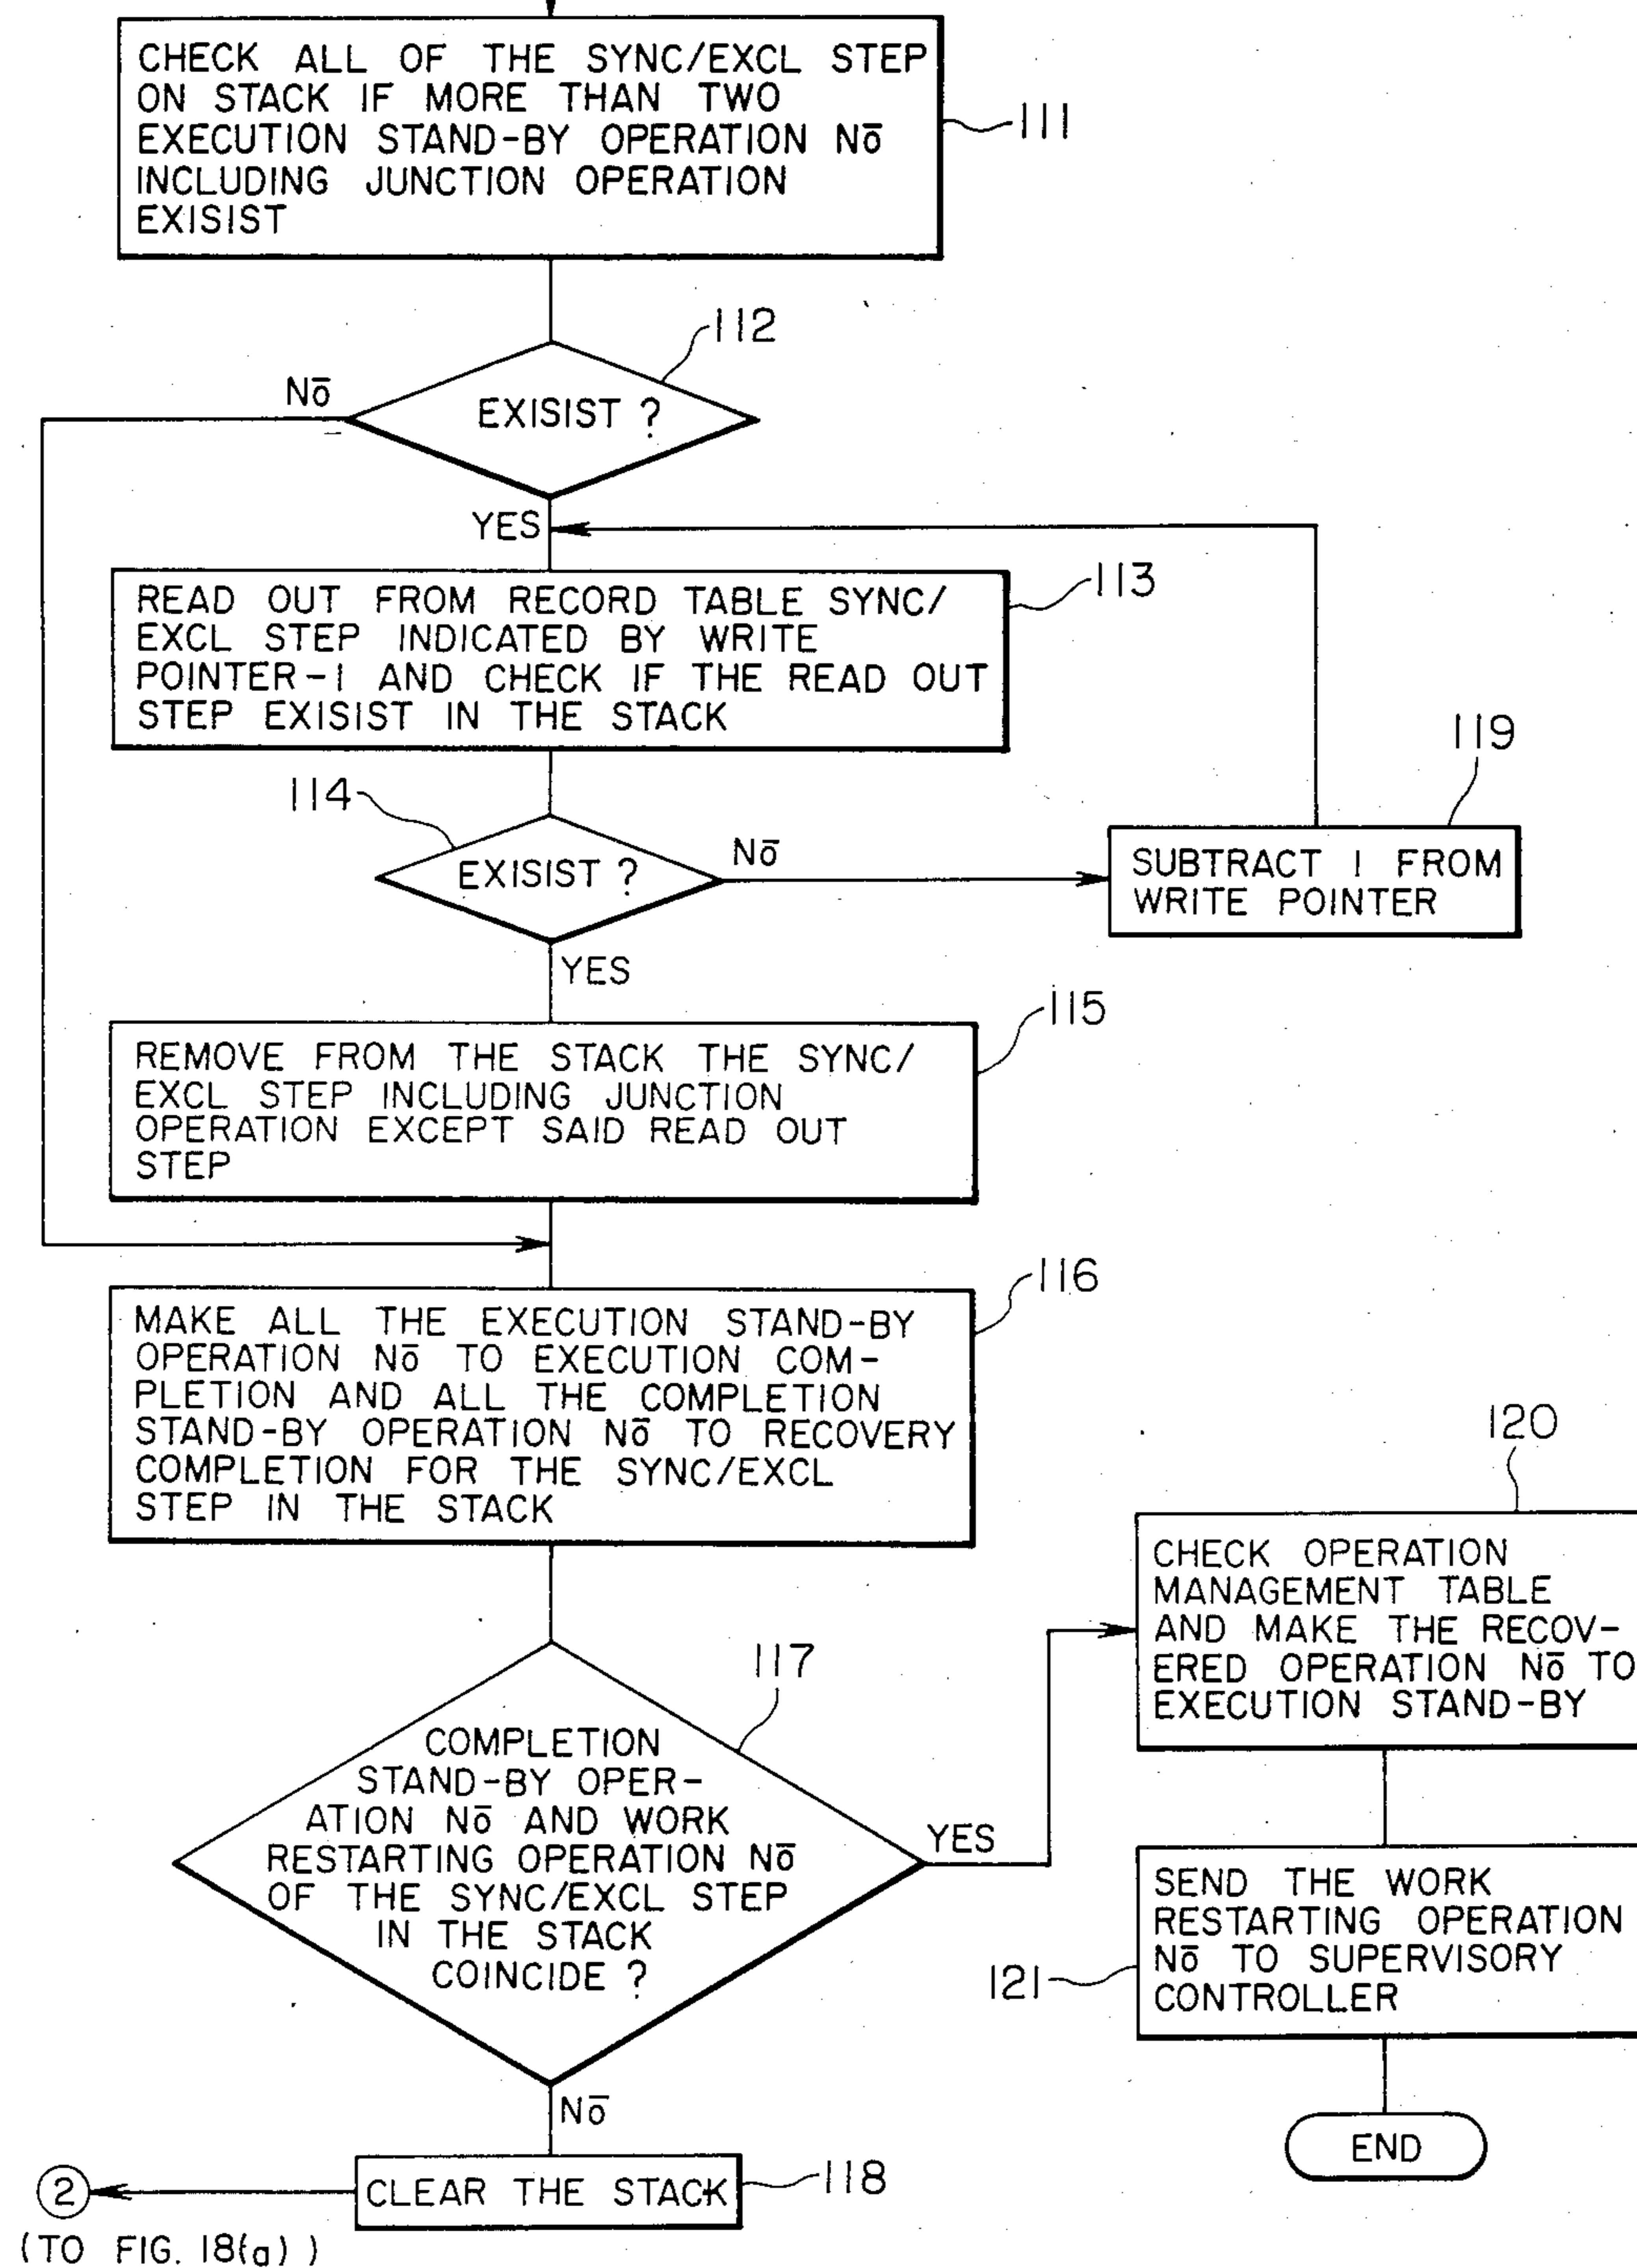 CHECK ALL OF THE SYNC/EXCL STEP
ON STACK IF MORE THAN TWO
EXECUTION STAND-BY OPERATION Nō
INCLUDING JUNCTION OPERATION
EXISIST
111
112
Nō
EXISIST ?
YES
READ OUT FROM RECORD TABLE SYNC/
EXCL STEP INDICATED BY WRITE
POINTER-1 AND CHECK IF THE READ OUT
STEP EXISIST IN THE STACK
113
114
EXISIST ?
Nō
119
SUBTRACT 1 FROM
WRITE POINTER
YES
REMOVE FROM THE STACK THE SYNC/
EXCL STEP INCLUDING JUNCTION
OPERATION EXCEPT SAID READ OUT
STEP
115
MAKE ALL THE EXECUTION STAND-BY
OPERATION Nō TO EXECUTION COM-
PLETION AND ALL THE COMPLETION
STAND-BY OPERATION Nō TO RECOVERY
COMPLETION FOR THE SYNC/EXCL
STEP IN THE STACK
116
117
COMPLETION
STAND-BY OPER-
ATION Nō AND WORK
RESTARTING OPERATION Nō
OF THE SYNC/EXCL STEP
IN THE STACK
COINCIDE ?
YES
120
CHECK OPERATION
MANAGEMENT TABLE
AND MAKE THE RECOV-
ERED OPERATION Nō TO
EXECUTION STAND-BY
SEND THE WORK
RESTARTING OPERATION
Nō TO SUPERVISORY
CONTROLLER
121
END
Nō
CLEAR THE STACK
118
2
(TO FIG. 18(a))